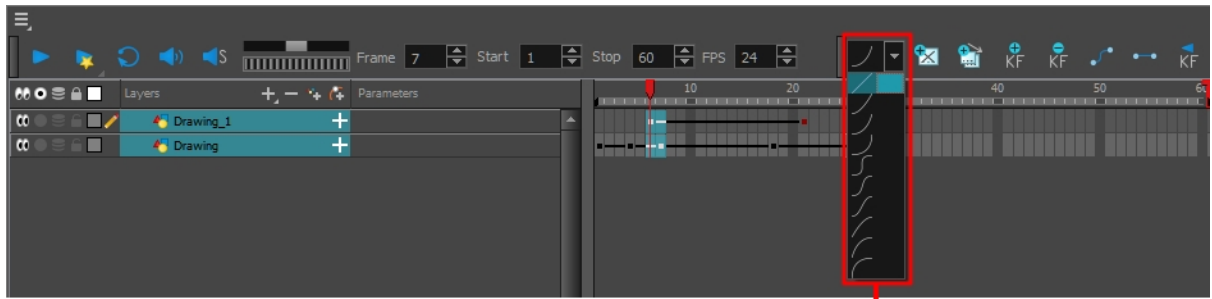 S Frame 7 Start 1 Stop 60 FPS 24 KF KF KF
Layers Parameters 10 20 40 50 60
Drawing_1
Drawing